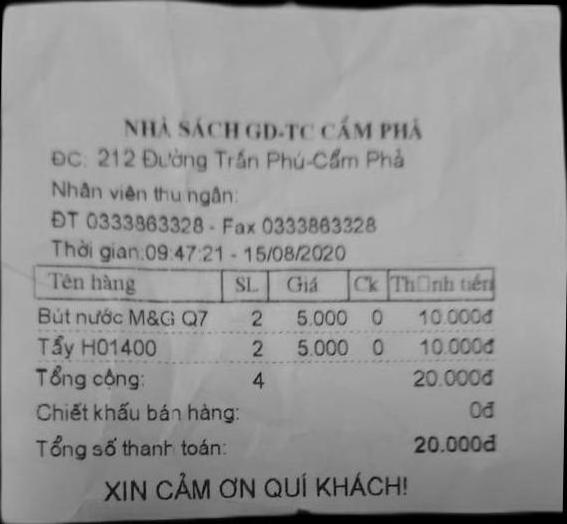 NHÀ SÁCH GD-TC CẨM PHẢ
ĐC: 212 Đường Trần Phú-Cẩm Phả
Nhân viên thu ngân:
ĐT 0333863328 - Fax 0333863328
Thời gian:09:47:21 - 15/08/2020
Tên hàng SL Giá Ck Th□nh tiền
Bút nước M&G Q7 2 5.000 0 10.000đ
Tẩy H01400 2 5.000 0 10.000đ
Tổng cộng: 4 20.000đ
Chiết khấu bán hàng: 0đ
Tổng số thanh toán: 20.000đ
XIN CẢM ƠN QUÍ KHÁCH!